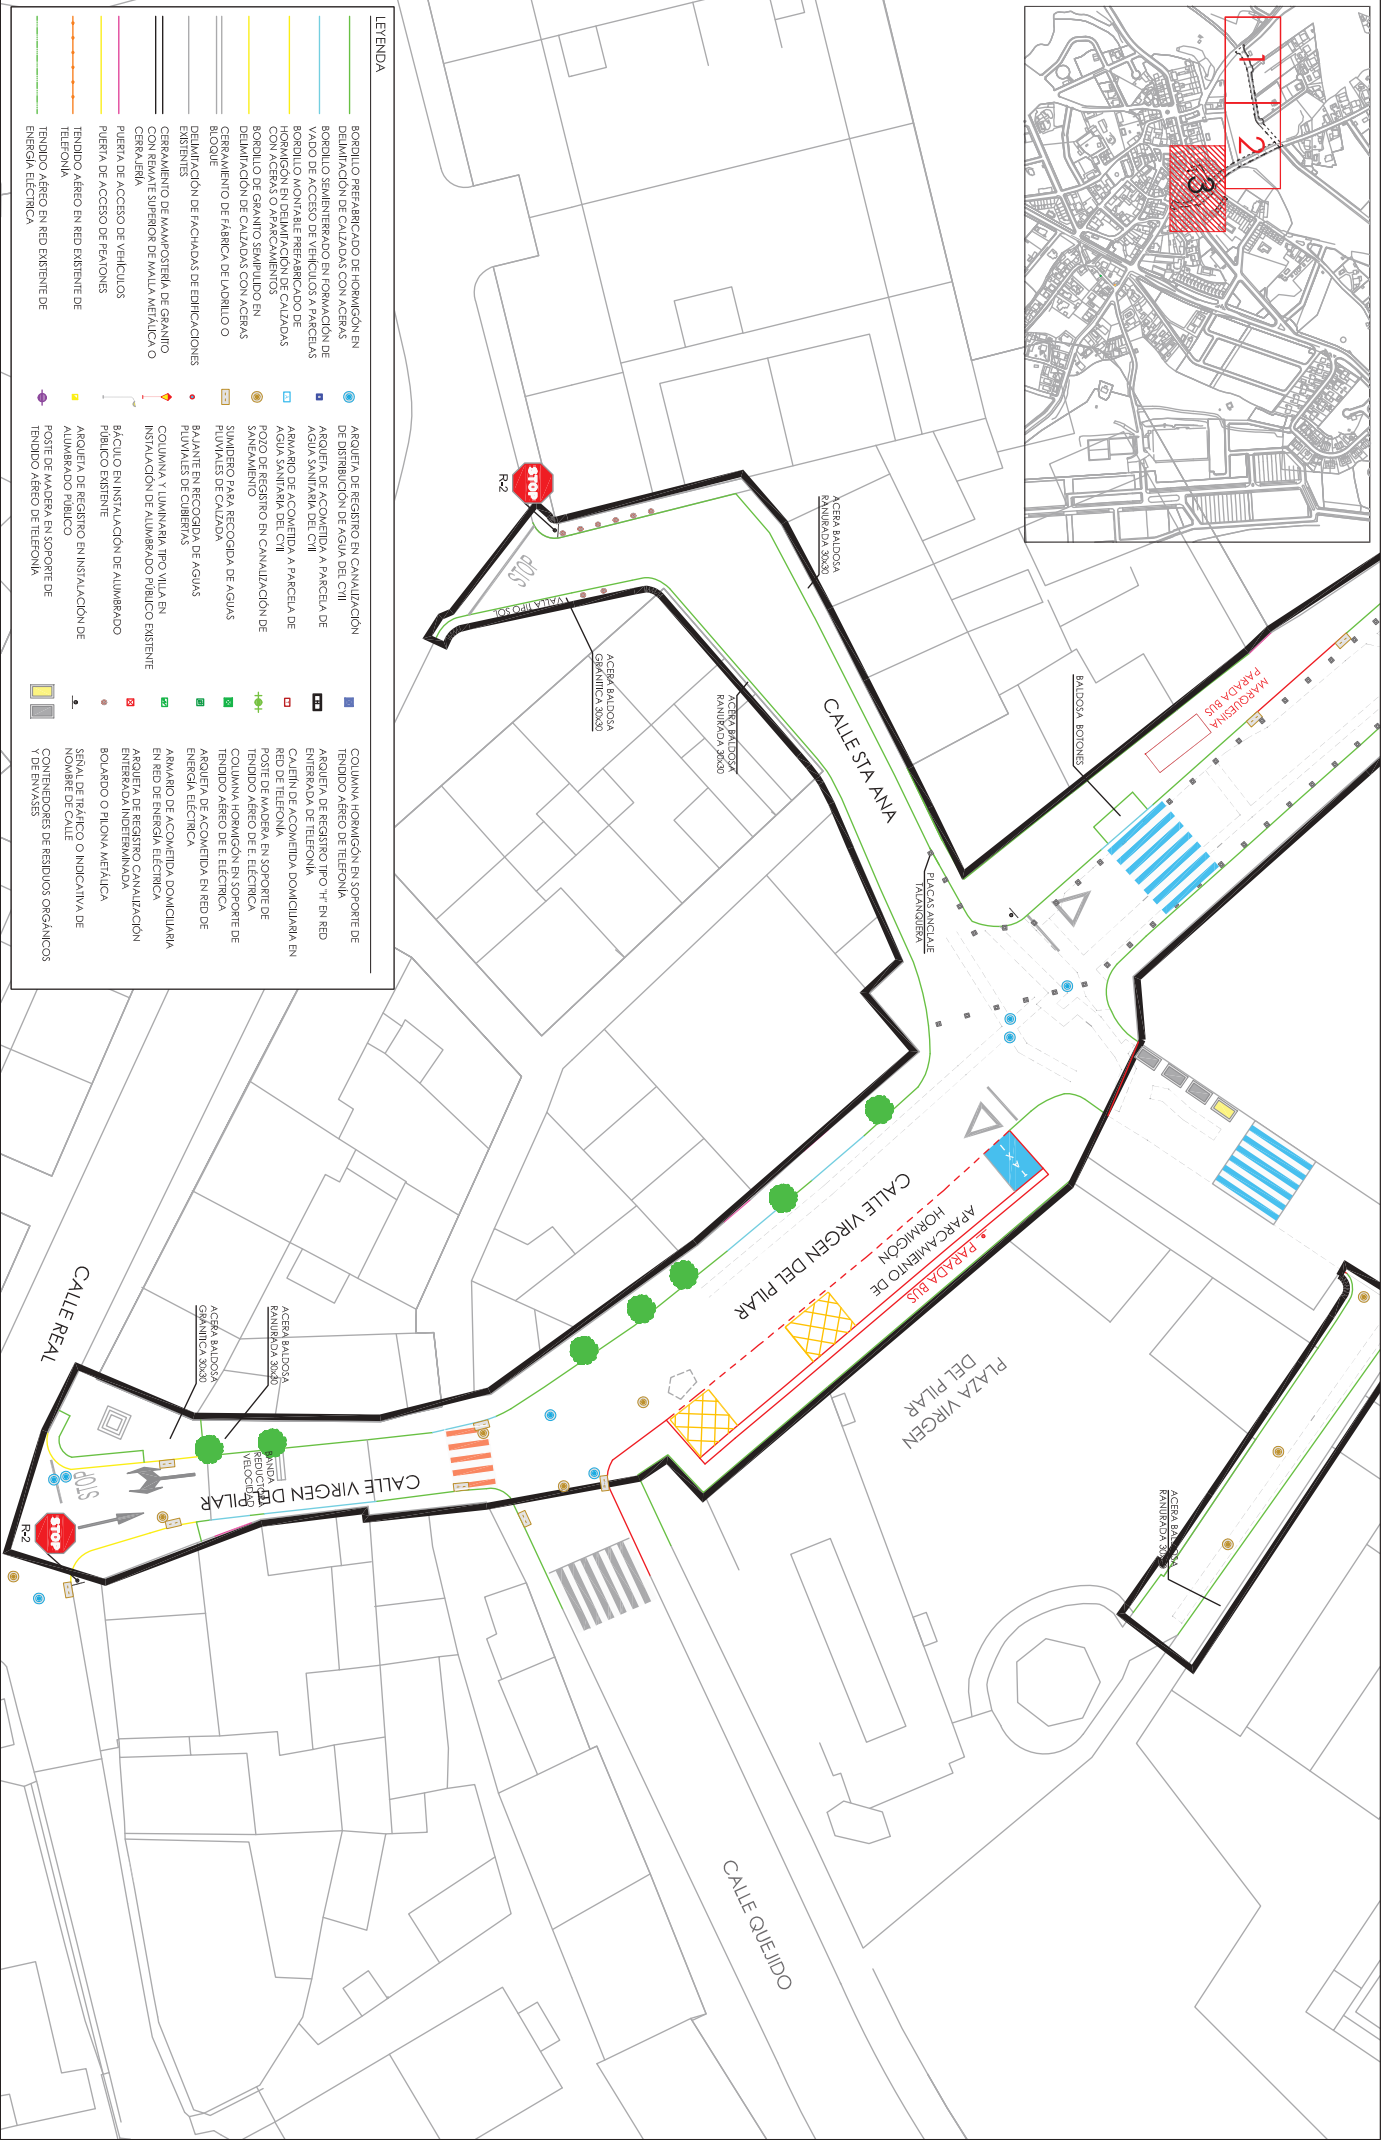 LEYENDA
BORDILLO PREFABRICADO DE HORMIGÓN EN
DELIMITACIÓN DE CALZADAS CON ACERAS
BORDILLO SEMIENTERRADO EN FORMACIÓN DE
VADO DE ACCESO DE VEHÍCULOS A PARCELAS
BORDILLO MONTABLE PREFABRICADO DE
HORMIGÓN EN DELIMITACIÓN DE CALZADAS
CON ACERAS O APARCAMIENTOS
BORDILLO DE GRANITO SEMIPULIDO EN
DELIMITACIÓN DE CALZADAS CON ACERAS
CERRAMIENTO DE FÁBRICA DE LADRILLO O
BLOQUE
DELIMITACIÓN DE FACHADAS DE EDIFICACIONES
EXISTENTES
CERRAMIENTO DE MAMPOSTERÍA DE GRANITO
CON REMATE SUPERIOR DE MALLA METÁLICA O
CERRAJERÍA
PUERTA DE ACCESO DE VEHÍCULOS
PUERTA DE ACCESO DE PEATONES
TENDIDO AÉREO EN RED EXISTENTE DE
TELEFONÍA
TENDIDO AÉREO EN RED EXISTENTE DE
ENERGÍA ELÉCTRICA
ARQUETA DE REGISTRO EN CANALIZACIÓN
DE DISTRIBUCIÓN DE AGUA DEL CYII
ARQUETA DE ACOMETIDA A PARCELA DE
AGUA SANITARIA DEL CYII
ARMARIO DE ACOMETIDA A PARCELA DE
AGUA SANITARIA DEL CYII
POZO DE REGISTRO EN CANALIZACIÓN DE
SANEAMIENTO
SUMIDERO PARA RECOGIDA DE AGUAS
PLUVIALES DE CALZADA
BAJANTE EN RECOGIDA DE AGUAS
PLUVIALES DE CUBIERTAS
COLUMNA Y LUMINARIA TIPO VILLA EN
INSTALACIÓN DE ALUMBRADO PÚBLICO EXISTENTE
BÁCULO EN INSTALACIÓN DE ALUMBRADO
PÚBLICO EXISTENTE
ARQUETA DE REGISTRO EN INSTALACIÓN DE
ALUMBRADO PÚBLICO
POSTE DE MADERA EN SOPORTE DE
TENDIDO AÉREO DE TELEFONÍA
COLUMNA HORMIGÓN EN SOPORTE DE
TENDIDO AÉREO DE TELEFONÍA
ARQUETA DE REGISTRO TIPO "H" EN RED
ENTERRADA DE TELEFONÍA
CAJETÍN DE ACOMETIDA DOMICILIARIA EN
RED DE TELEFONÍA
POSTE DE MADERA EN SOPORTE DE
TENDIDO AÉREO DE E. ELÉCTRICA
COLUMNA HORMIGÓN EN SOPORTE DE
TENDIDO AÉREO DE E. ELÉCTRICA
ARQUETA DE ACOMETIDA EN RED DE
ENERGÍA ELÉCTRICA
ARMARIO DE ACOMETIDA DOMICILIARIA
EN RED DE ENERGÍA ELÉCTRICA
ARQUETA DE REGISTRO CANALIZACIÓN
ENTERRADA INDETERMINADA
BOLARDO O PILONA METÁLICA
SEÑAL DE TRÁFICO O INDICATIVA DE
NOMBRE DE CALLE
CONTENEDORES DE RESIDUOS ORGÁNICOS
Y DE ENVASES
1
2
3
MARQUESINA
PARADA BUS
BALDOSA BOTONES
ACERA BALDOSA
RANURADA 30x30
STOP
R-2
STOP
VALLA TIPO SOL
ACERA BALDOSA
GRANÍTICA 30x30
ACERA BALDOSA
RANURADA 30x30
CALLE STA ANA
PLACAS ANCLAJE
TALANQUERA
TAXI
CALLE VIRGEN DEL PILAR
APARCAMIENTO DE
HORMIGÓN
PARADA BUS
PLAZA VIRGEN
DEL PILAR
ACERA BALDOSA
RANURADA
CALLE REAL
ACERA BALDOSA
GRANÍTICA 30x30
ACERA BALDOSA
RANURADA 30x30
BANDA
REDUCTORA
VELOCIDAD
CALLE VIRGEN DEL PILAR
STOP
STOP
R-2
CALLE QUEJIDO